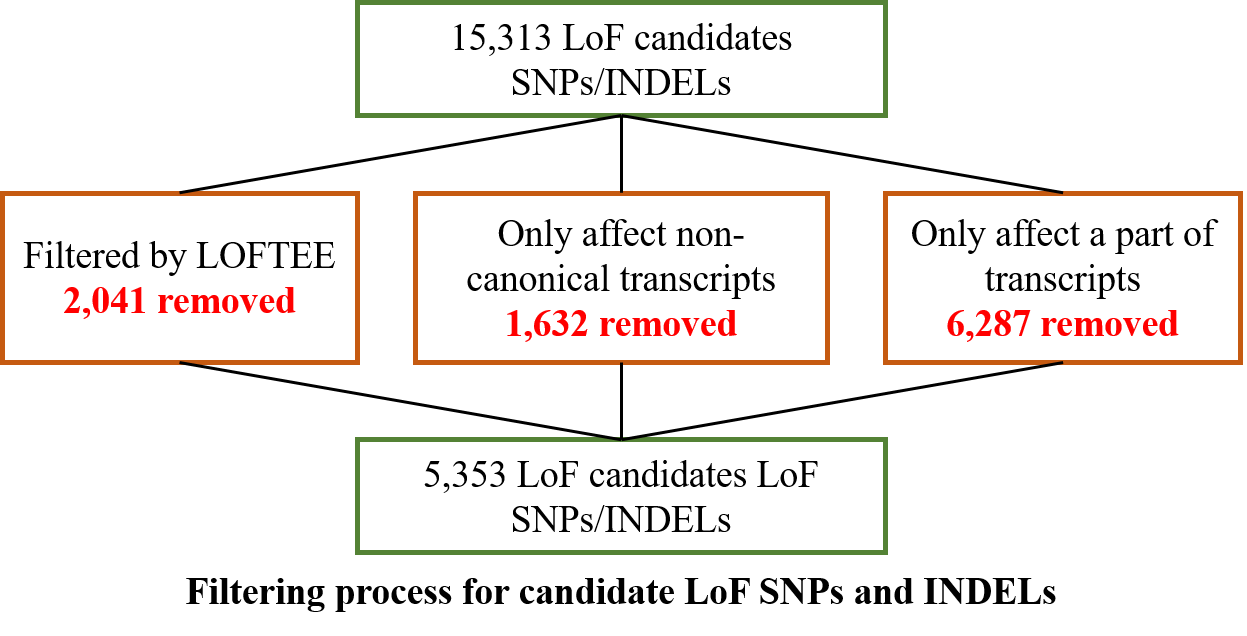 15,313 LoF candidates
SNPs/INDELs
Filtered by LOFTEE
2,041 removed
Only affect non-
canonical transcripts
1,632 removed
Only affect a part of
transcripts
6,287 removed
5,353 LoF candidates LoF
SNPs/INDELs
Filtering process for candidate LoF SNPs and INDELs